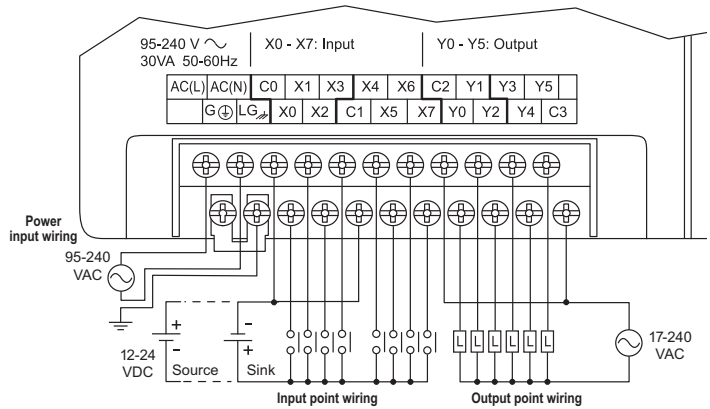 95-240 V X0 - X7: Input Y0 - Y5: Output
30VA 50-60Hz
AC(L) AC(N) C0 X1 X3 X4 X6 C2 Y1 Y3 Y5
G LG X0 X2 C1 X5 X7 Y0 Y2 Y4 C3
Power
input wiring
95-240
VAC
+ - 
- +
12-24
VDC
Source Sink
L L L L L L
17-240
VAC
Input point wiring Output point wiring